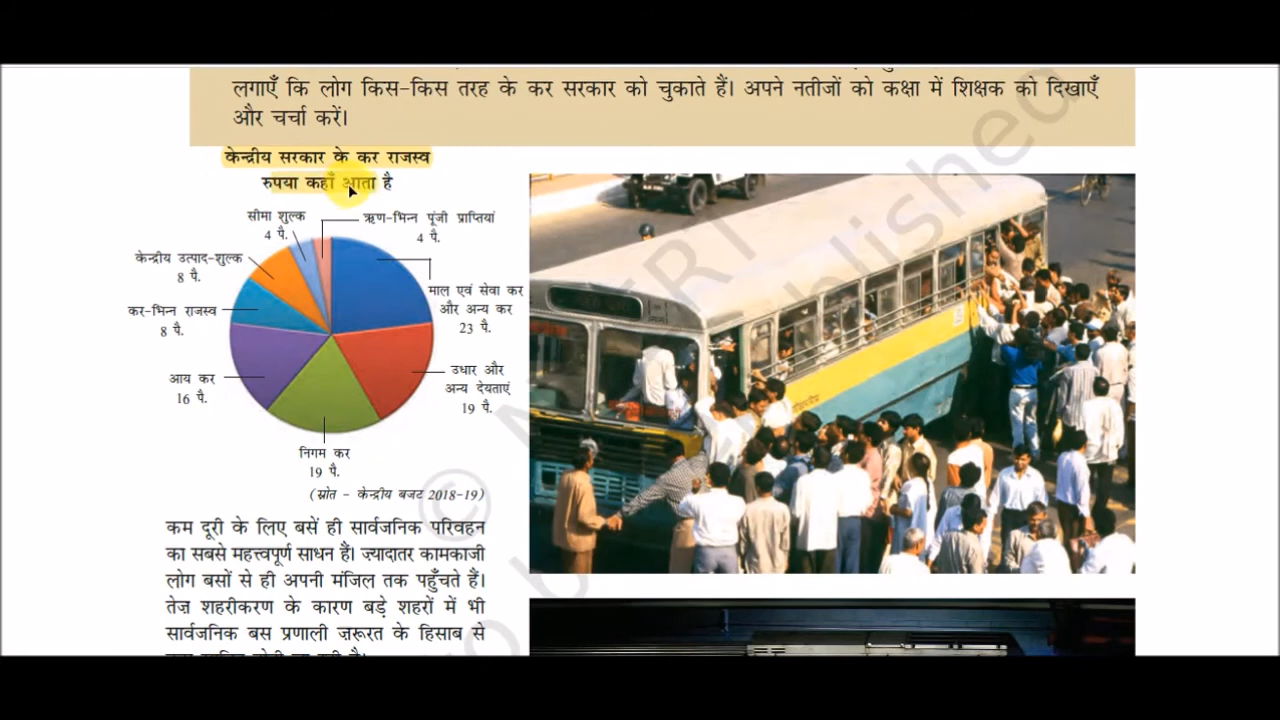 लगाएँ कि लोग किस-किस तरह के कर सरकार को चुकाते हैं। अपने नतीजों को कक्षा में शिक्षक को दिखाएँ
और चर्चा करें।
केन्द्रीय सरकार के कर राजस्व
रुपया कहाँ आता है
सीमा शुल्क
4 पै.
ऋण-भिन्न पूंजी प्राप्तियां
4 पै.
केन्द्रीय उत्पाद-शुल्क
8 पै.
माल एवं सेवा कर
और अन्य कर
23 पै.
कर-भिन्न राजस्व
8 पै.
उधार और
अन्य देयताएं
19 पै.
आय कर
16 पै.
निगम कर
19 पै.
(स्रोत - केन्द्रीय बजट 2018-19)
कम दूरी के लिए बसें ही सार्वजनिक परिवहन
का सबसे महत्त्वपूर्ण साधन हैं। ज्यादातर कामकाजी
लोग बसों से ही अपनी मंजिल तक पहुँचते हैं।
तेज़ शहरीकरण के कारण बड़े शहरों में भी
सार्वजनिक बस प्रणाली ज़रूरत के हिसाब से